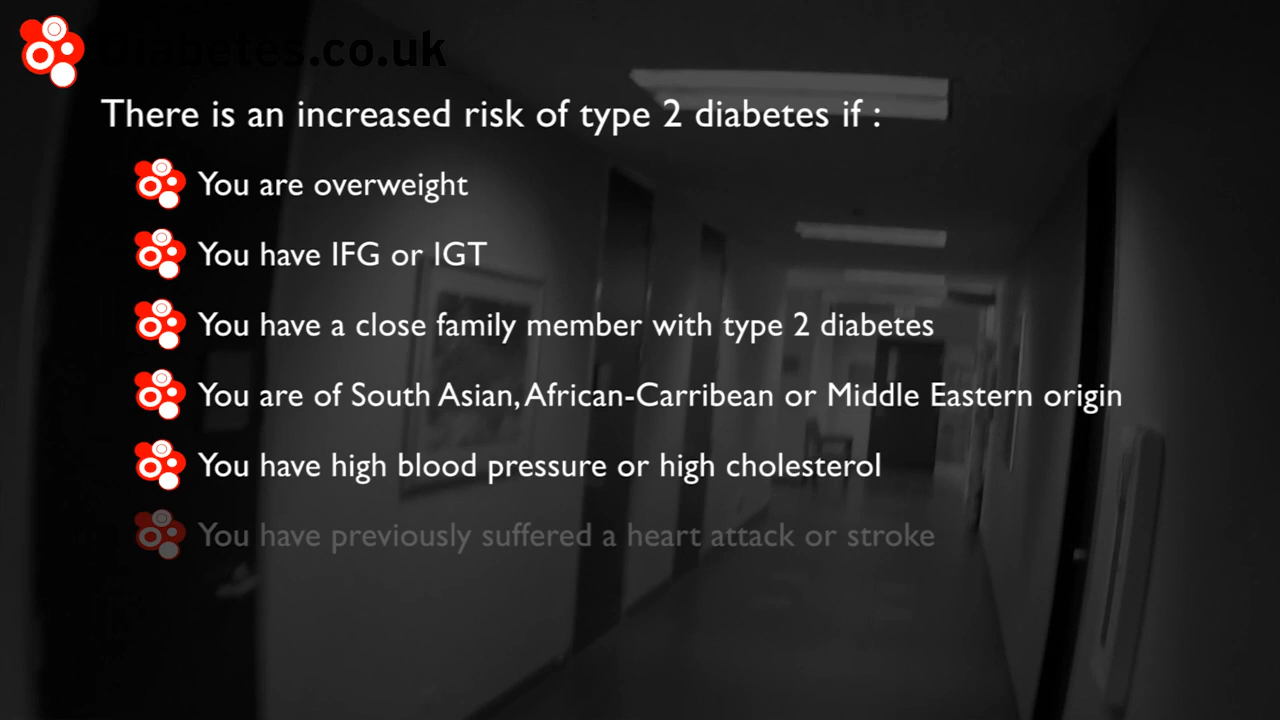 Diabetes.co.uk
There is an increased risk of type 2 diabetes if :
You are overweight
You have IFG or IGT
You have a close family member with type 2 diabetes
You are of South Asian, African-Carribean or Middle Eastern origin
You have high blood pressure or high cholesterol
You have previously suffered a heart attack or stroke